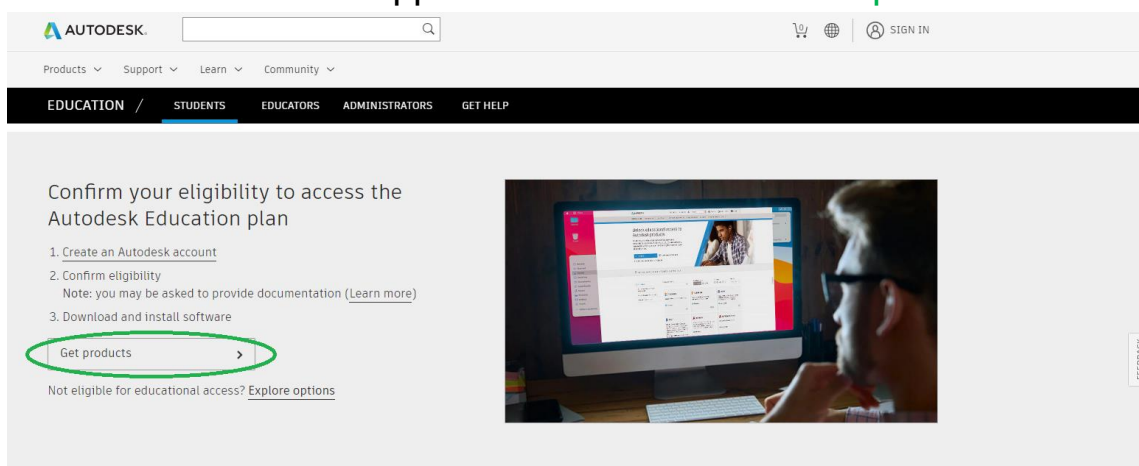 AUTODESK.
0
SIGN IN
Products Support Learn Community
EDUCATION / STUDENTS EDUCATORS ADMINISTRATORS GET HELP
Confirm your eligibility to access the
Autodesk Education plan
1. Create an Autodesk account
2. Confirm eligibility
Note: you may be asked to provide documentation (Learn more)
3. Download and install software
Get products
Not eligible for educational access? Explore options